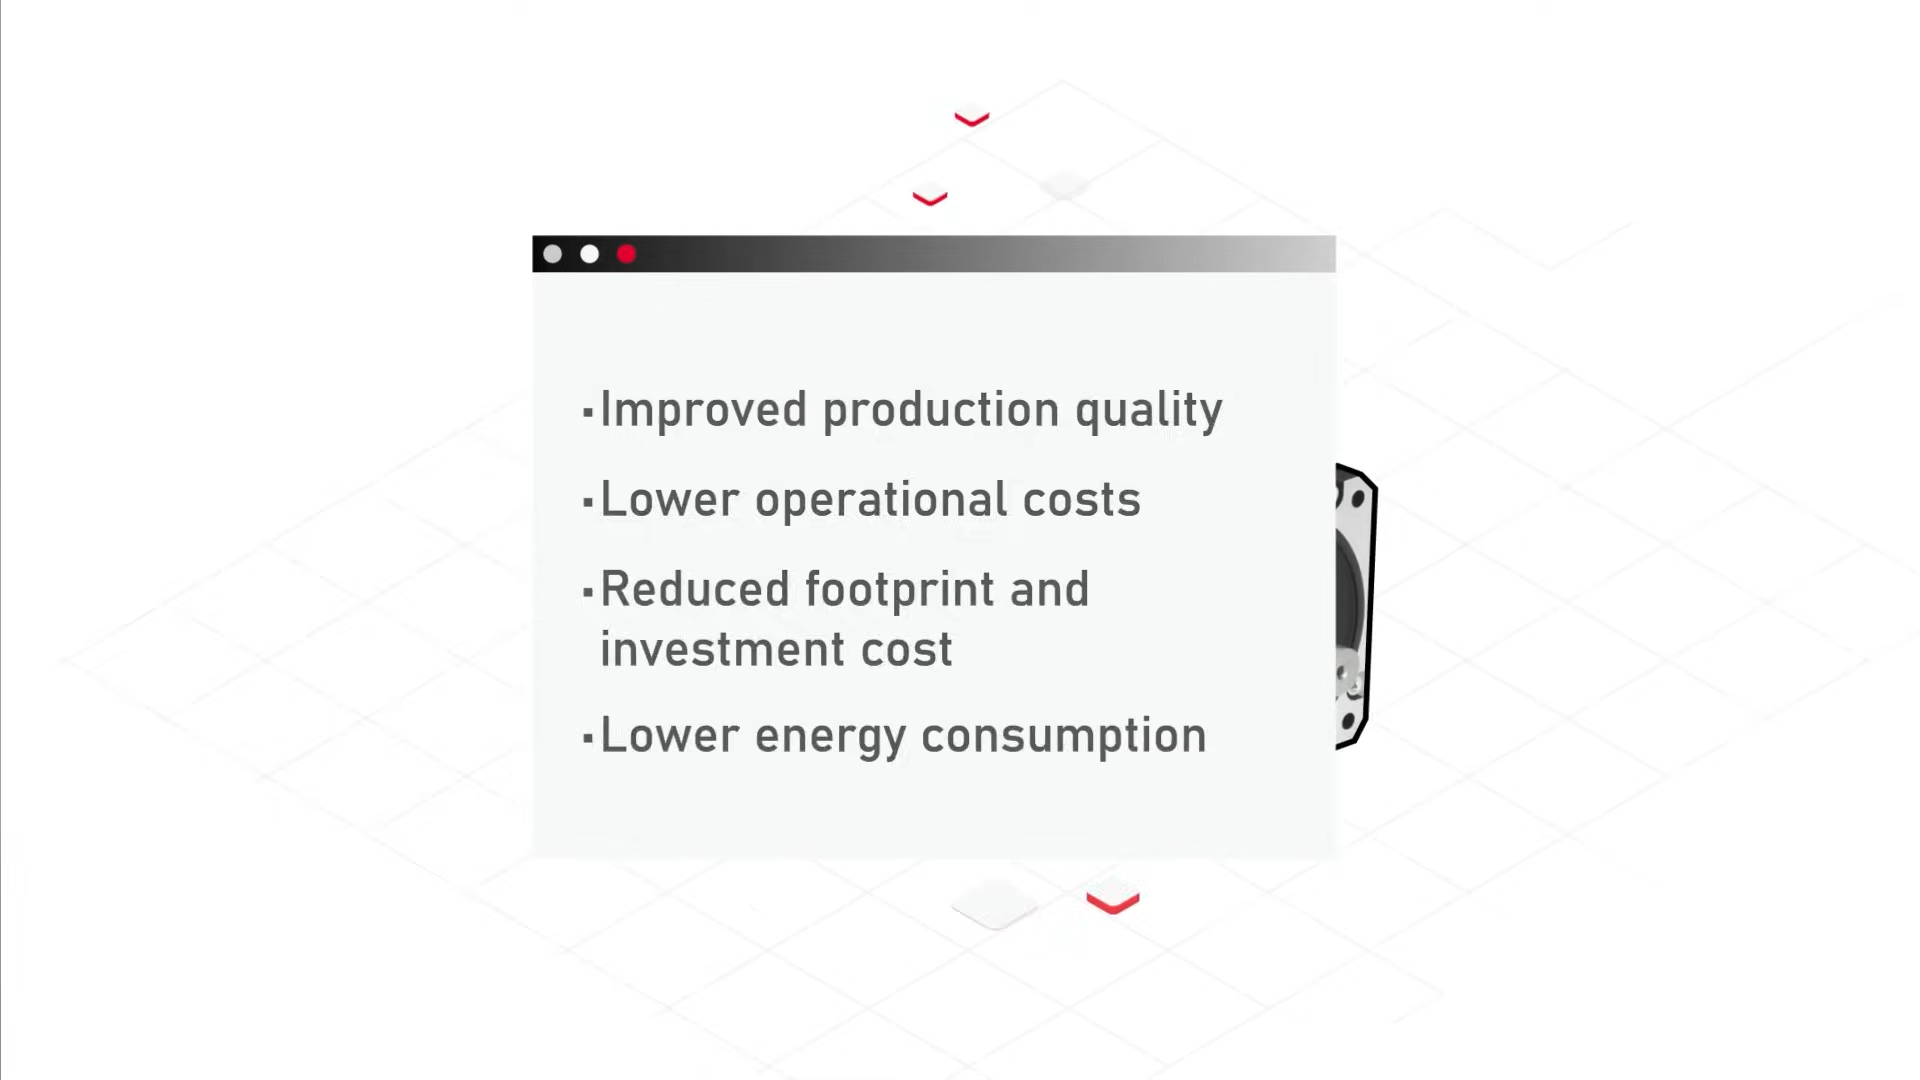 ▪Improved production quality
▪Lower operational costs
▪Reduced footprint and
investment cost
▪Lower energy consumption